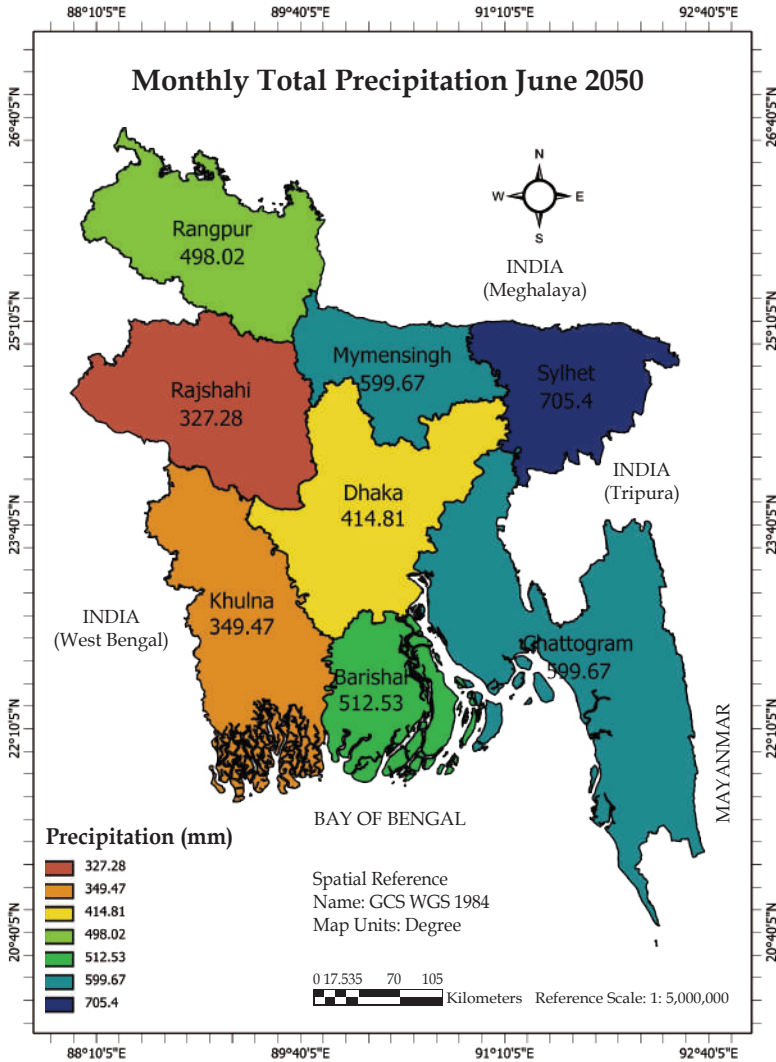 88°10'5"E 89°40'5"E 91°10'5"E 92°40'5"E
Monthly Total Precipitation June 2050
26°40'5"N
26°40'5"N
N
W E
S
Rangpur
498.02
INDIA
(Meghalaya)
25°10'5"N
25°10'5"N
Mymensingh
599.67
Sylhet
705.4
Rajshahi
327.28
INDIA
(Tripura)
Dhaka
414.81
23°40'5"N
23°40'5"N
Khulna
349.47
INDIA
(West Bengal)
Chattogram
599.67
Barishal
512.53
22°10'5"N
22°10'5"N
MAYANMAR
BAY OF BENGAL
Precipitation (mm)
327.28
349.47
414.81
498.02
512.53
599.67
705.4
Spatial Reference
Name: GCS WGS 1984
Map Units: Degree
20°40'5"N
20°40'5"N
0 17.535 70 105
Kilometers Reference Scale: 1: 5,000,000
88°10'5"E 89°40'5"E 91°10'5"E 92°40'5"E